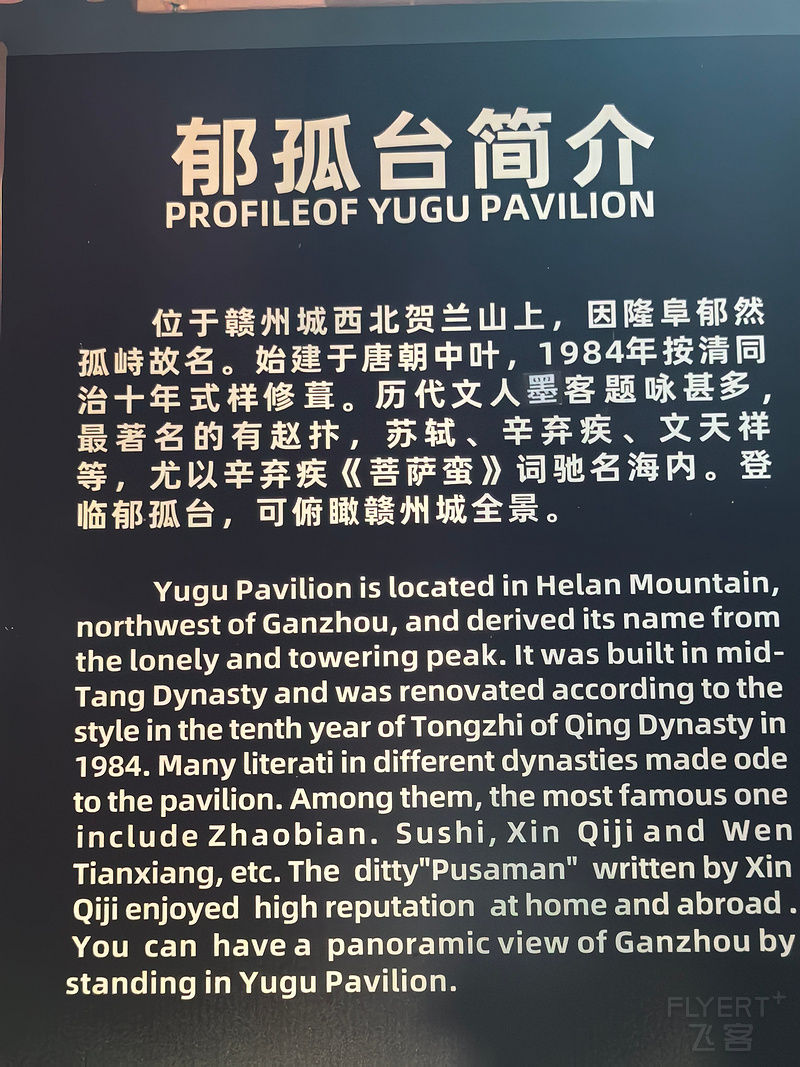 郁孤台简介
PROFILEOF YUGU PAVILION
位于赣州城西北贺兰山上，因隆阜郁然
孤峙故名。始建于唐朝中叶，1984年按清同
治十年式样修葺。历代文人墨客题咏甚多，
最著名的有赵抃，苏轼、辛弃疾、文天祥
等，尤以辛弃疾《菩萨蛮》词驰名海内。登
临郁孤台，可俯瞰赣州城全景。
Yugu Pavilion is located in Helan Mountain,
northwest of Ganzhou, and derived its name from
the lonely and towering peak. It was built in mid-
Tang Dynasty and was renovated according to the
style in the tenth year of Tongzhi of Qing Dynasty in
1984. Many literati in different dynasties made ode
to the pavilion. Among them, the most famous one
include Zhaobian. Sushi, Xin Qiji and Wen
Tianxiang, etc. The ditty"Pusaman" written by Xin
Qiji enjoyed high reputation at home and abroad .
You can have a panoramic view of Ganzhou by
standing in Yugu Pavilion.
FLYERT+
飞客